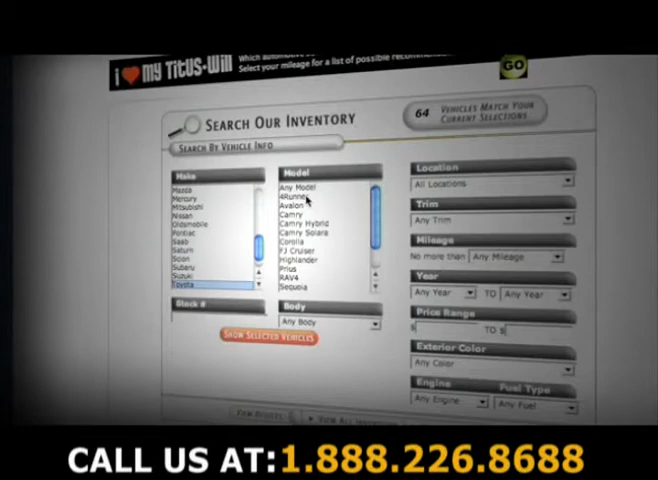 i my TITUS-WILL
Select your mileage for a list of possible
GO
SEARCH OUR INVENTORY
64 VEHICLES MATCH YOUR
CURRENT SELECTIONS
SEARCH BY VEHICLE INFO
Make
Mazda
Mercury
Mitsubishi
Nissan
Oldsmobile
Pontiac
Saab
Saturn
Scion
Subaru
Suzuki
Toyota
Model
Any Model
4Runner
Avalon
Camry
Camry Hybrid
Camry Solara
Corolla
FJ Cruiser
Highlander
Prius
RAV4
Sequoia
Location
All Locations
Trim
Any Trim
Mileage
No more than Any Mileage
Year
Any Year TO Any Year
Price Range
$ TO $
Exterior Color
Any Color
Engine Fuel Type
Any Engine Any Fuel
Stock #
Body
Any Body
SHOW SELECTED VEHICLES
CALL US AT:1.888.226.8688